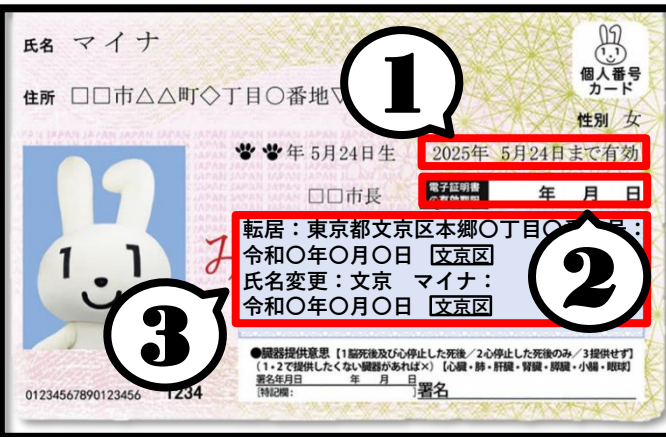 氏名 マイナ
個人番号
カード
住所 □□市△△町◇丁目○番地▽
性別 女
1
年 5月24日生 2025年 5月24日まで有効
□□市長 電子証明書 年 月 日
の有効期限
転居：東京都文京区本郷○丁目○
号：
令和○年○月○日 文京区
氏名変更：文京 マイナ：
令和○年○月○日 文京区
2
3
●臓器提供意思【1脳死後及び心停止した死後／2心停止した死後のみ／3提供せず】
（1・2で提供したくない臓器があれば×）【心臓・肺・肝臓・腎臓・膵臓・小腸・眼球】
署名年月日 年 月 日
[特記欄： ]署名
01234567890123456 1234